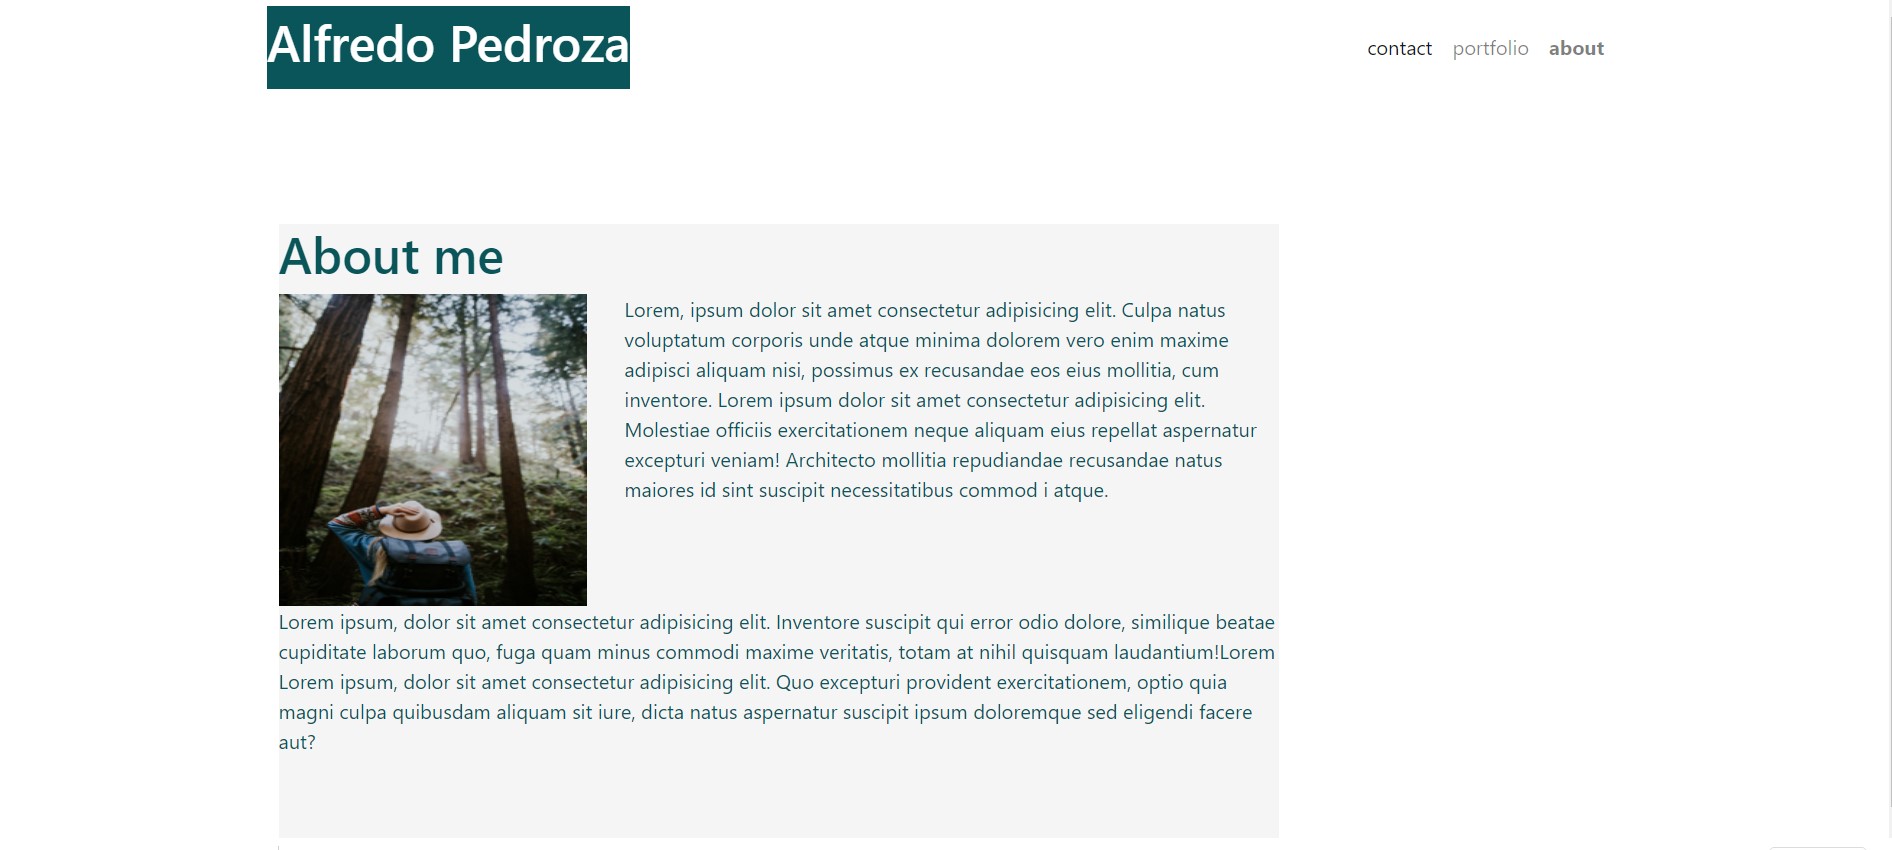 Alfredo Pedroza
contact portfolio about
About me
Lorem, ipsum dolor sit amet consectetur adipisicing elit. Culpa natus
voluptatum corporis unde atque minima dolorem vero enim maxime
adipisci aliquam nisi, possimus ex recusandae eos eius mollitia, cum
inventore. Lorem ipsum dolor sit amet consectetur adipisicing elit.
Molestiae officiis exercitationem neque aliquam eius repellat aspernatur
excepturi veniam! Architecto mollitia repudiandae recusandae natus
maiores id sint suscipit necessitatibus commod i atque.
Lorem ipsum, dolor sit amet consectetur adipisicing elit. Inventore suscipit qui error odio dolore, similique beatae
cupiditate laborum quo, fuga quam minus commodi maxime veritatis, totam at nihil quisquam laudantium!Lorem
Lorem ipsum, dolor sit amet consectetur adipisicing elit. Quo excepturi provident exercitationem, optio quia
magni culpa quibusdam aliquam sit iure, dicta natus aspernatur suscipit ipsum doloremque sed eligendi facere
aut?